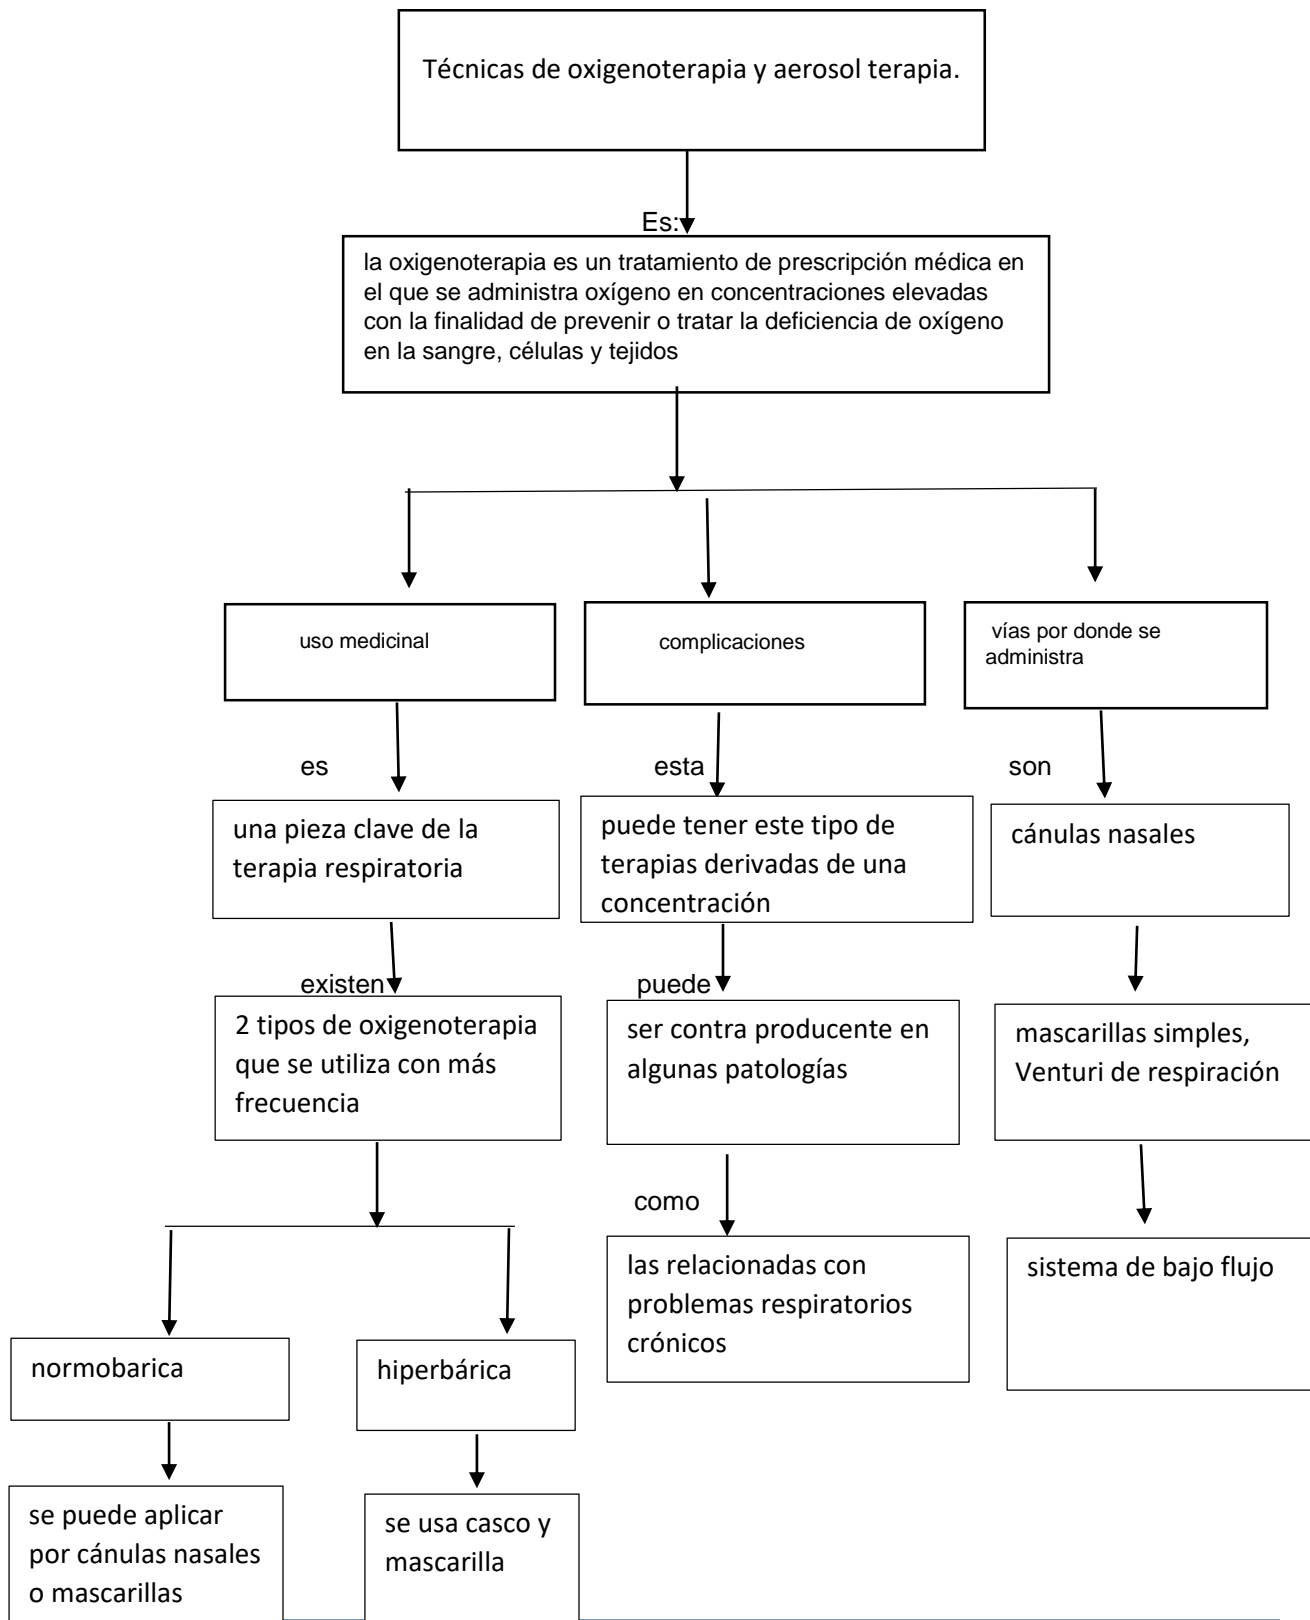 Técnicas de oxigenoterapia y aerosol terapia.
Es:
la oxigenoterapia es un tratamiento de prescripción médica en
el que se administra oxígeno en concentraciones elevadas
con la finalidad de prevenir o tratar la deficiencia de oxígeno
en la sangre, células y tejidos
uso medicinal
complicaciones
vías por donde se
administra
es
esta
son
una pieza clave de la
terapia respiratoria
puede tener este tipo de
terapias derivadas de una
concentración
cánulas nasales
existen
puede
2 tipos de oxigenoterapia
que se utiliza con más
frecuencia
ser contra producente en
algunas patologías
mascarillas simples,
Venturi de respiración
como
las relacionadas con
problemas respiratorios
crónicos
sistema de bajo flujo
normobarica
hiperbárica
se puede aplicar
por cánulas nasales
o mascarillas
se usa casco y
mascarilla